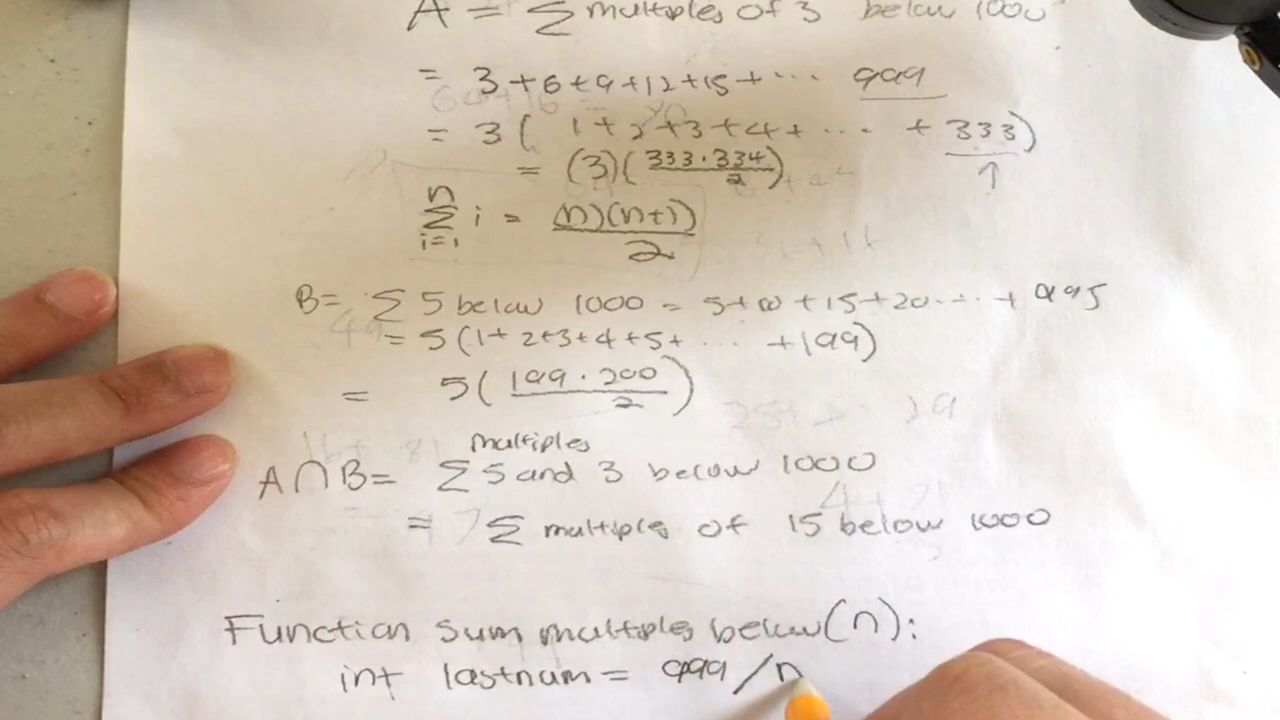 A = ∑ multiples of 3 below 1000
= 3+6+9+12+15+... 999
= 3( 1+2+3+4+... + 333)
= (3)(333·334/2)
n∑i=1 i = (n)(n+1)/2
B= ∑ 5 below 1000 = 5+10+15+20...+ 995
= 5(1+2+3+4+5+ ... +199)
= 5(199·200/2)
multiples
A∩B= ∑ 5 and 3 below 1000
= ∑ multiples of 15 below 1000
Function sum multiples below(n):
int lastnum = 999/n